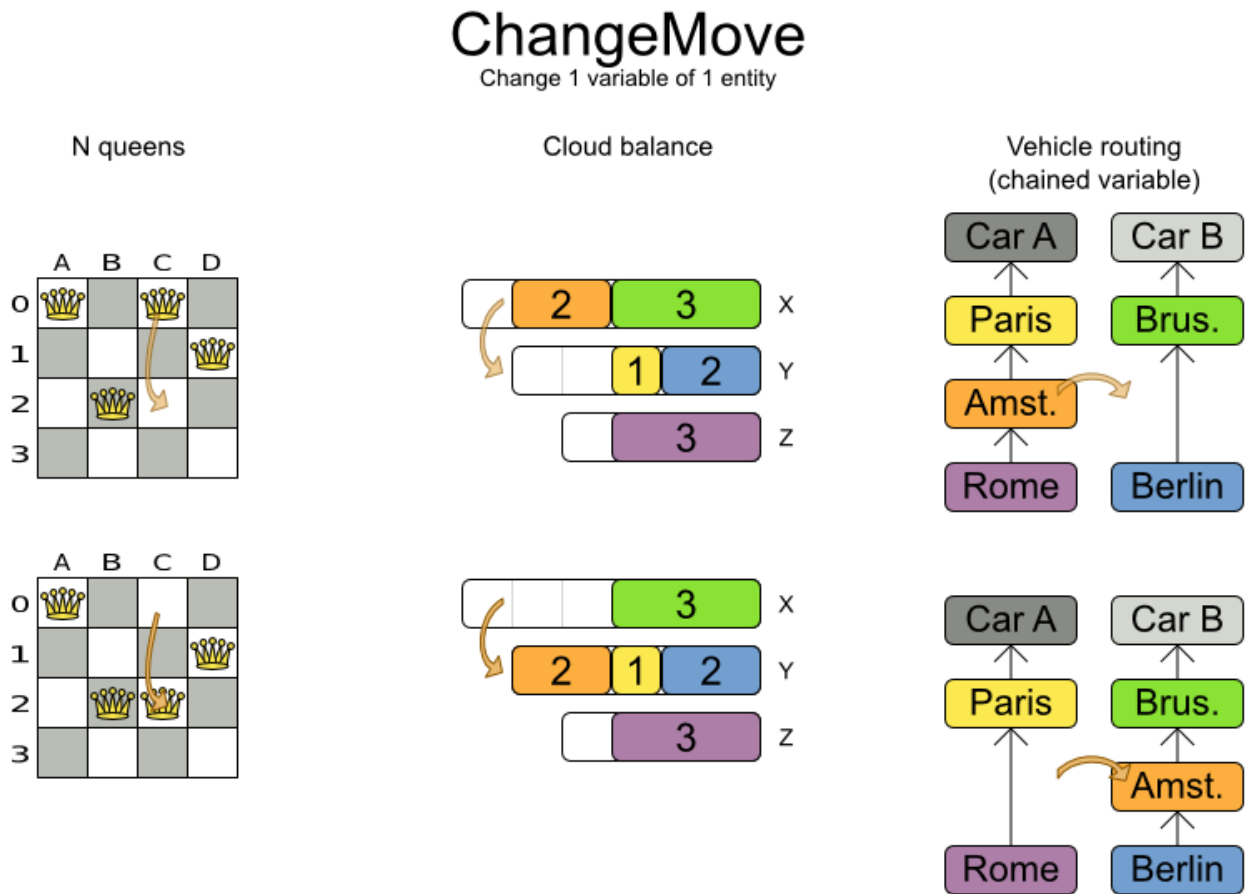 ChangeMove
Change 1 variable of 1 entity
N queens
Cloud balance
Vehicle routing
(chained variable)
A B C D
0
1
2
3
2 3 X
1 2 Y
3 Z
Car A Car B
Paris Brus.
Amst.
Rome Berlin
A B C D
0
1
2
3
3 X
2 1 2 Y
3 Z
Car A Car B
Paris Brus.
Amst.
Rome Berlin